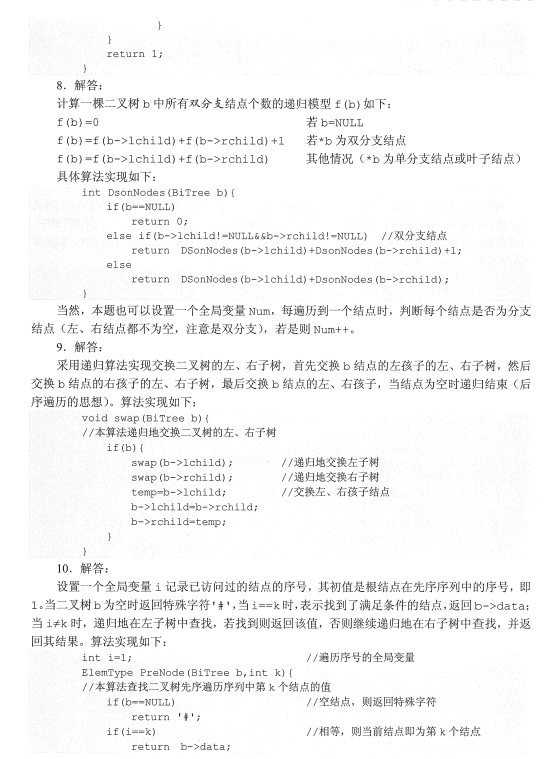 }
}
return 1;
}
8．解答：
计算一棵二叉树 b 中所有双分支结点个数的递归模型 f(b)如下：
f(b)=0 若 b=NULL
f(b)=f(b->lchild)+f(b->rchild)+1 若*b 为双分支结点
f(b)=f(b->lchild)+f(b->rchild) 其他情况（*b 为单分支结点或叶子结点）
具体算法实现如下：
int DsonNodes(BiTree b){
if(b==NULL)
return 0;
else if(b->lchild!=NULL&&b->rchild!=NULL) //双分支结点
return DSonNodes(b->lchild)+DsonNodes(b->rchild)+1;
else
return DSonNodes(b->lchild)+DsonNodes(b->rchild);
}
当然，本题也可以设置一个全局变量 Num，每遍历到一个结点时，判断每个结点是否为分支
结点（左、右结点都不为空，注意是双分支），若是则 Num++。
9．解答：
采用递归算法实现交换二叉树的左、右子树，首先交换 b 结点的左孩子的左、右子树，然后
交换 b 结点的右孩子的左、右子树，最后交换 b 结点的左、右孩子，当结点为空时递归结束（后
序遍历的思想）。算法实现如下：
void swap(BiTree b){
//本算法递归地交换二叉树的左、右子树
if(b){
swap(b->lchild); //递归地交换左子树
swap(b->rchild); //递归地交换右子树
temp=b->lchild; //交换左、右孩子结点
b->lchild=b->rchild;
b->rchild=temp;
}
}
10．解答：
设置一个全局变量 i 记录已访问过的结点的序号，其初值是根结点在先序序列中的序号，即
1。当二叉树 b 为空时返回特殊字符'#'，当 i==k 时，表示找到了满足条件的结点，返回 b->data；
当 i≠k 时，递归地在左子树中查找，若找到则返回该值，否则继续递归地在右子树中查找，并返
回其结果。算法实现如下：
int i=1; //遍历序号的全局变量
ElemType PreNode(BiTree b,int k){
//本算法查找二叉树先序遍历序列中第 k 个结点的值
if(b==NULL) //空结点，则返回特殊字符
return '#';
if(i==k) //相等，则当前结点即为第 k 个结点
return b->data;